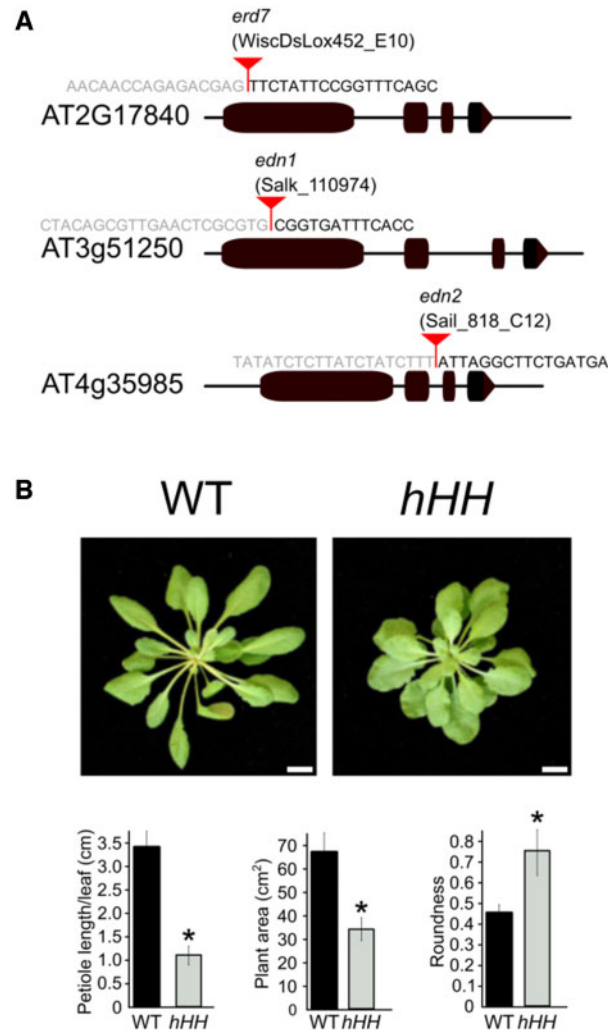 A
erd7
(WiscDsLox452_E10)
AACAACCAGAGACGAGTTCTATTCCGGTTTCAGC
AT2G17840
edn1
(Salk_110974)
CTACAGCGTTGAACTCGCGTGCGGTGATTTCACC
AT3g51250
edn2
(Sail_818_C12)
TATATCTCTTATCTATCTTTATTAGGCTTCTGATGA
AT4g35985
B
WT hHH
Petiole length/leaf (cm)
3.5
3.0
2.5
2.0
1.5
1.0
0.5
0
*
WT hHH
Plant area (cm²)
70
60
50
40
30
20
10
0
*
WT hHH
Roundness
0.8
0.7
0.6
0.5
0.4
0.3
0.2
0.1
0
*
WT hHH